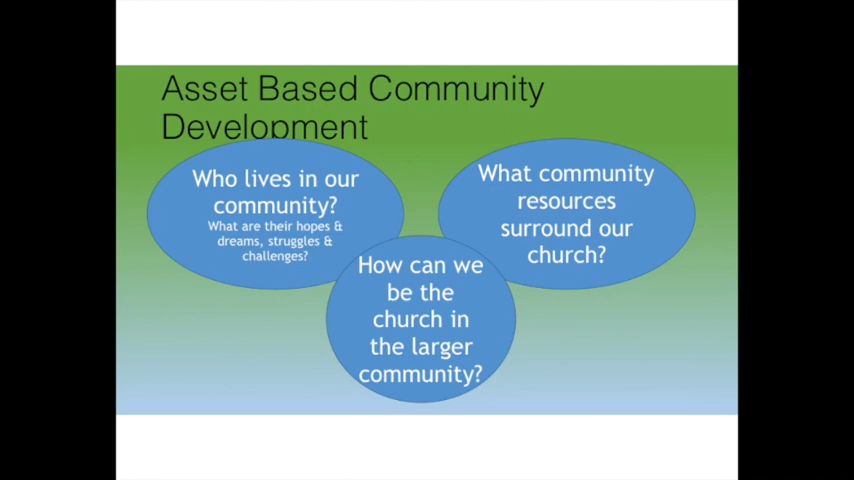 Asset Based Community
Development
Who lives in our
community?
What are their hopes &
dreams, struggles &
challenges?
What community
resources
surround our
church?
How can we
be the
church in
the larger
community?